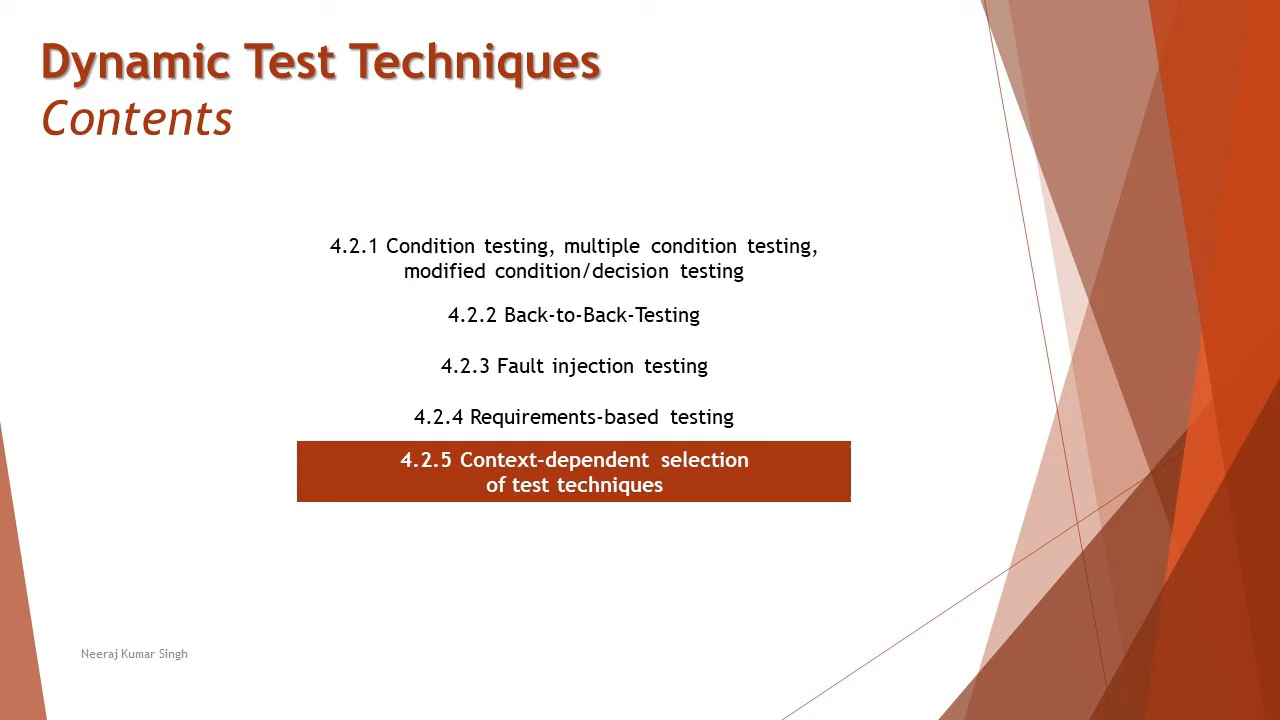 Dynamic Test Techniques
Contents
4.2.1 Condition testing, multiple condition testing,
modified condition/decision testing
4.2.2 Back-to-Back-Testing
4.2.3 Fault injection testing
4.2.4 Requirements-based testing
4.2.5 Context-dependent selection
of test techniques
Neeraj Kumar Singh